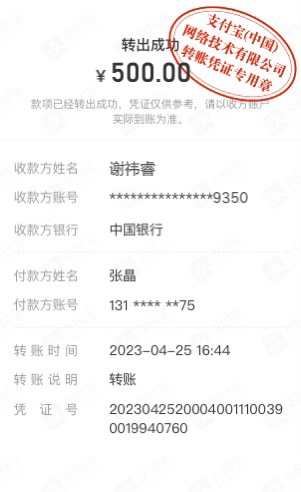 转出成功
¥ 500.00
支付宝(中国)
网络技术有限公司
转账凭证专用章
款项已经转出成功，凭证仅供参考，请以收方账户
实际到账为准。
收款方姓名 谢祎睿
收款方账号 ***************9350
收款方银行 中国银行
付款方姓名 张晶
付款方账号 131 **** **75
转账时间 2023-04-25 16:44
转账说明 转账
凭证号 2023042520004001110039
0019940760